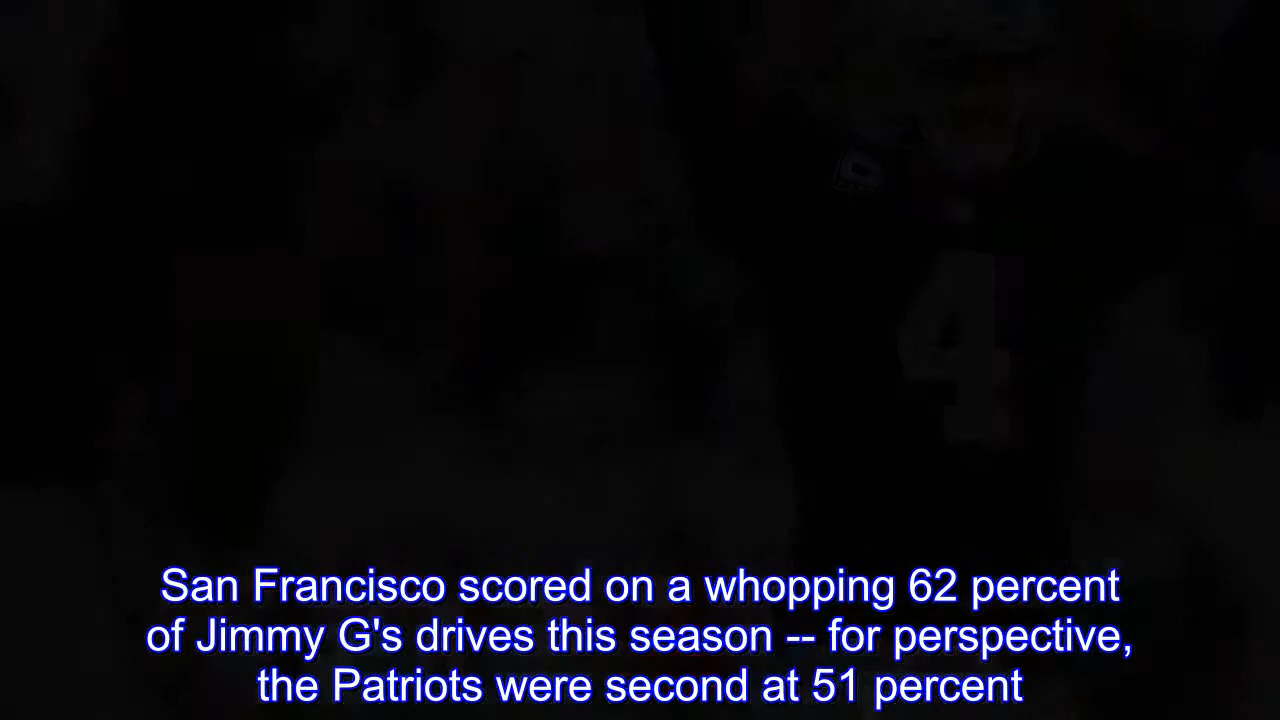 4
San Francisco scored on a whopping 62 percent
of Jimmy G's drives this season -- for perspective,
the Patriots were second at 51 percent